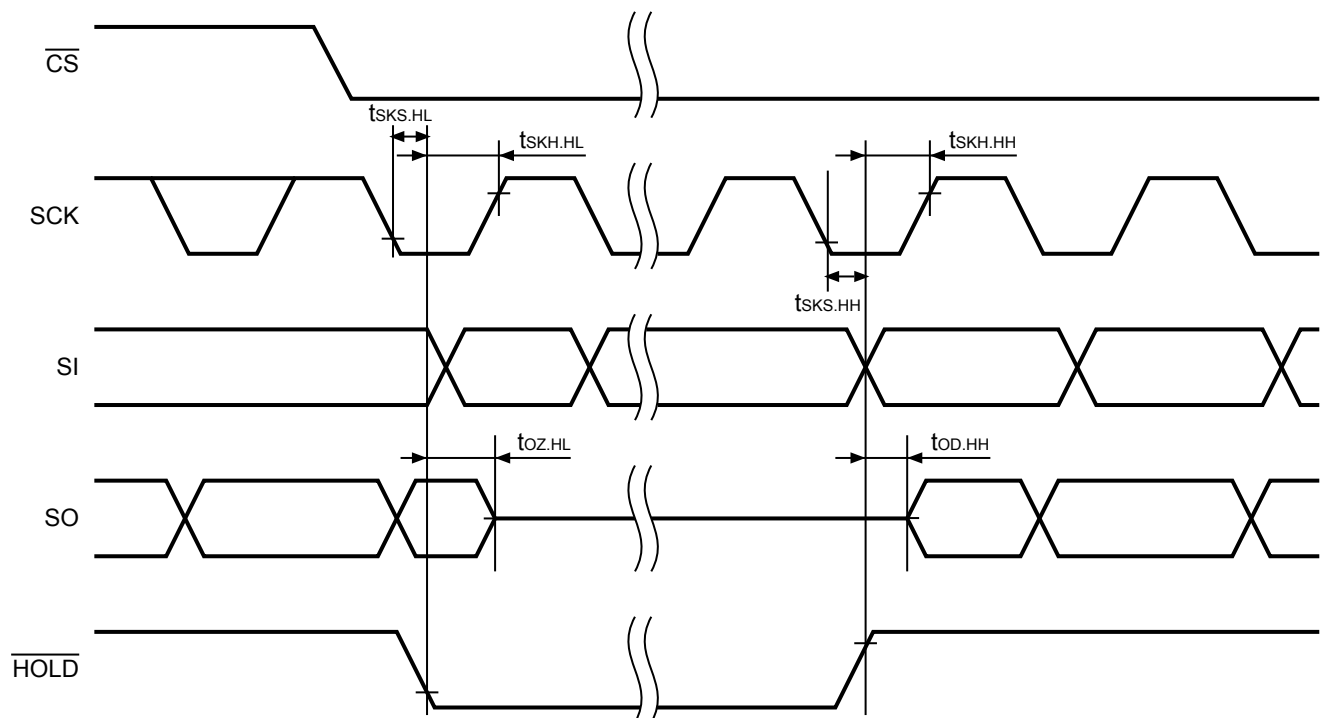 CS
tSKS.HL
tSKH.HL
tSKH.HH
SCK
tSKS.HH
SI
tOZ.HL
tOD.HH
SO
HOLD